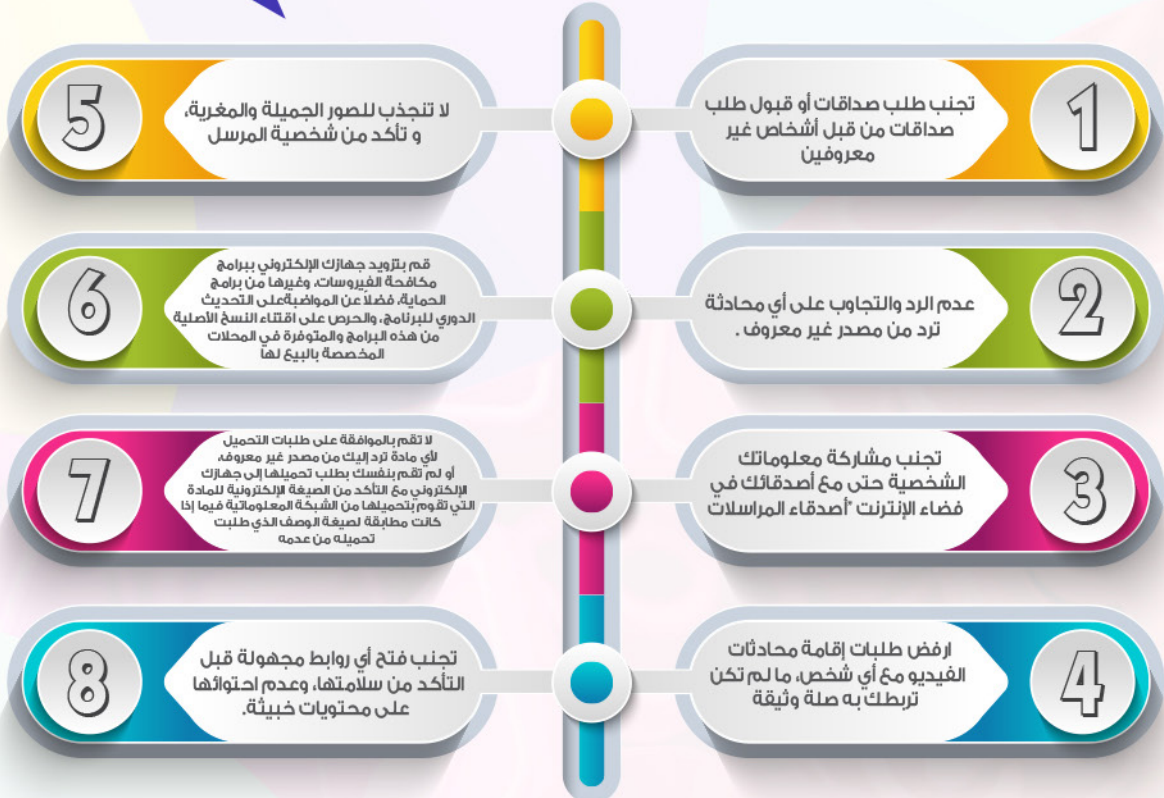 1
تجنب طلب صداقات أو قبول طلب
صداقات من قبل أشخاص غير
معروفين
2
عدم الرد والتجاوب على أي محادثة
ترد من مصدر غير معروف .
3
تجنب مشاركة معلوماتك
الشخصية حتى مع أصدقائك في
فضاء الإنترنت "أصدقاء المراسلات
4
ارفض طلبات إقامة محادثات
الفيديو مع أي شخص، ما لم تكن
تربطك به صلة وثيقة
5
لا تنجذب للصور الجميلة والمغرية،
و تأكد من شخصية المرسل
6
قم بتزويد جهازك الإلكتروني ببرامج
مكافحة الفيروسات، وغيرها من برامج
الحماية، فضلاً عن المواضبة على التحديث
الدوري للبرنامج، والحرص على اقتناء النسخ الأصلية
من هذه البرامج والمتوفرة في المحلات
المخصصة بالبيع لها
7
لا تقم بالموافقة على طلبات التحميل
لأي مادة ترد إليك من مصدر غير معروف،
أو لم تقم بنفسك بطلب تحميلها إلى جهازك
الإلكتروني مع التأكد من الصيغة الإلكترونية للمادة
التي تقوم بتحميلها من الشبكة المعلوماتية فيما إذا
كانت مطابقة لصيغة الوصف الذي طلبت
تحميله من عدمه
8
تجنب فتح أي روابط مجهولة قبل
التأكد من سلامتها، وعدم احتوائها
على محتويات خبيثة.